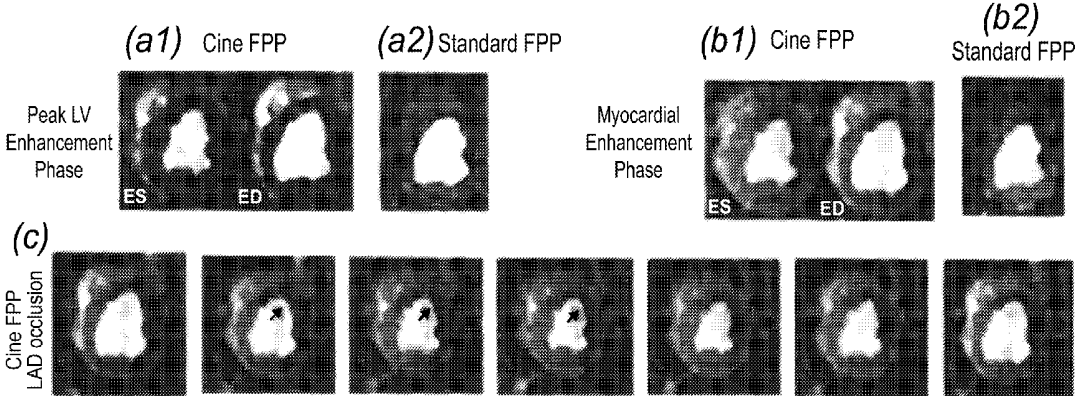 (a1) Cine FPP
(a2) Standard FPP
(b1) Cine FPP
(b2)
Standard FPP
Peak LV
Enhancement
Phase
ES
ED
Myocardial
Enhancement
Phase
ES
ED
(c)
Cine FPP
LAD occlusion